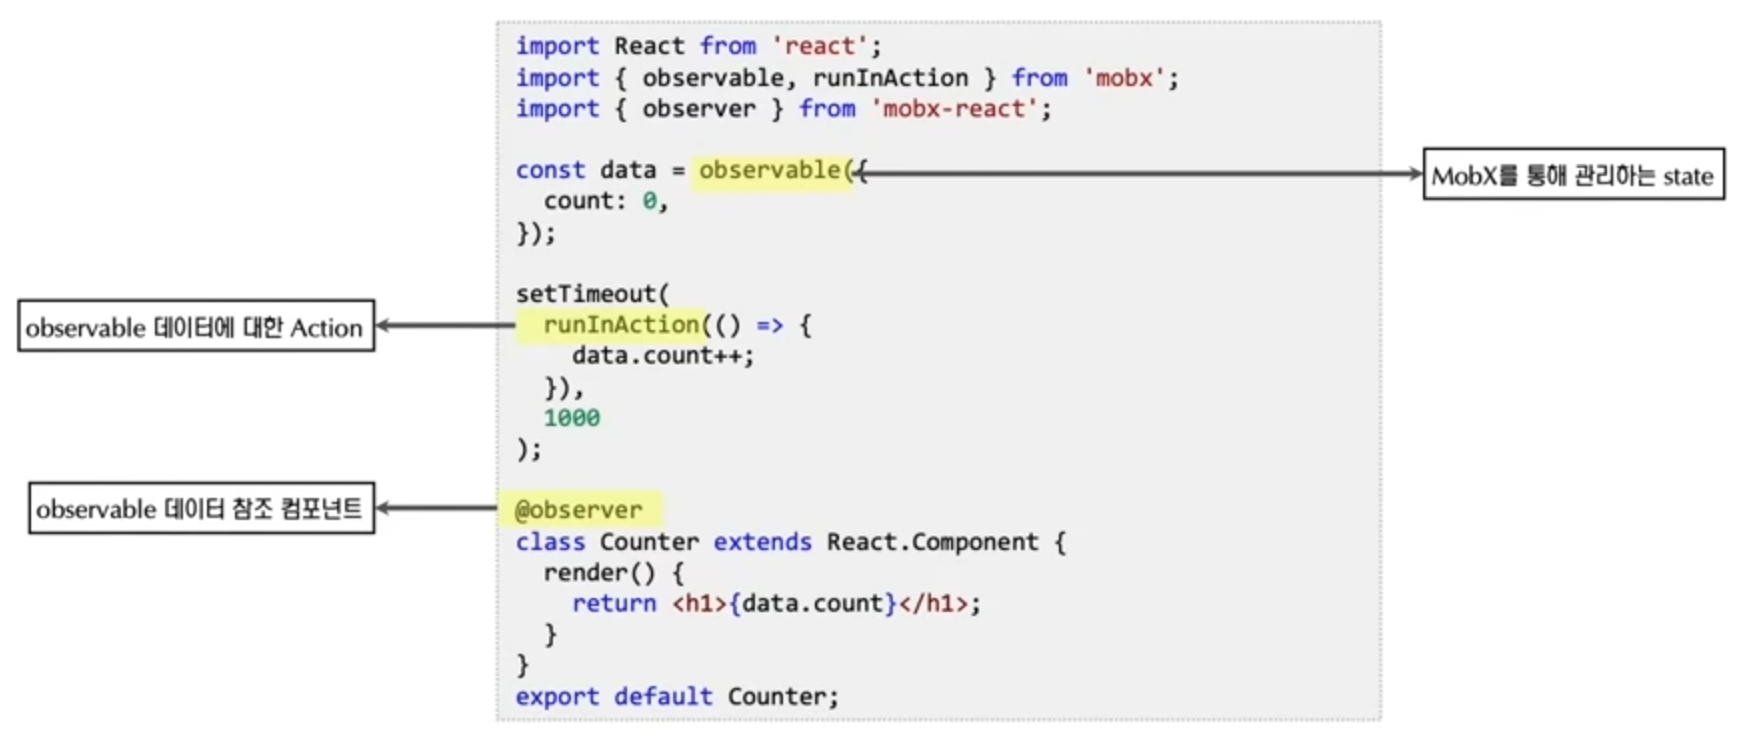 import React from 'react';
import { observable, runInAction } from 'mobx';
import { observer } from 'mobx-react';
const data = observable({
MobX를 통해 관리하는 state
count: 0,
});
setTimeout(
observable 데이터에 대한 Action
runInAction(() => {
data.count++;
}),
1000
);
observable 데이터 참조 컴포넌트
@observer
class Counter extends React.Component {
render() {
return <h1>{data.count}</h1>;
}
}
export default Counter;